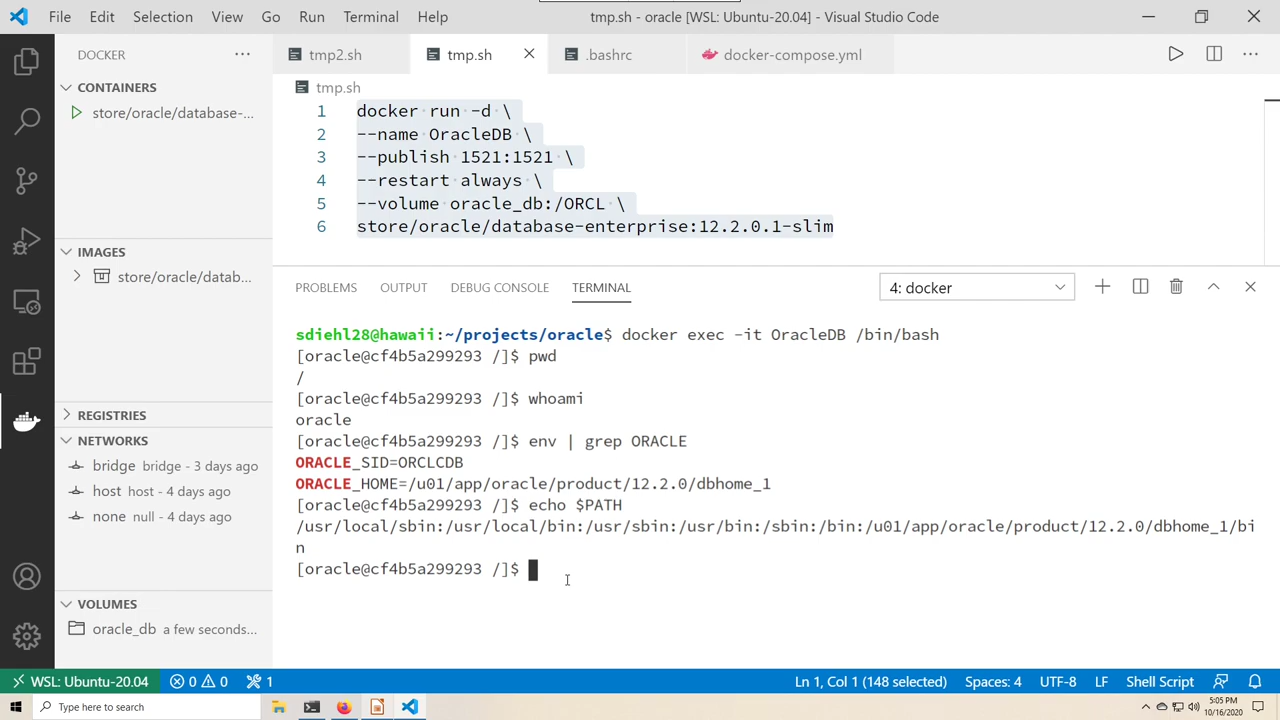 File Edit Selection View Go Run Terminal Help
tmp.sh - oracle [WSL: Ubuntu-20.04] - Visual Studio Code
DOCKER
tmp2.sh
tmp.sh
.bashrc
docker-compose.yml
CONTAINERS
store/oracle/database-...
IMAGES
store/oracle/datab...
REGISTRIES
NETWORKS
bridge bridge - 3 days ago
host host - 4 days ago
none null - 4 days ago
VOLUMES
oracle_db a few seconds...
tmp.sh
1 docker run -d \
2 --name OracleDB \
3 --publish 1521:1521 \
4 --restart always \
5 --volume oracle_db:/ORCL \
6 store/oracle/database-enterprise:12.2.0.1-slim
PROBLEMS OUTPUT DEBUG CONSOLE TERMINAL
4: docker
sdiehl28@hawaii:~/projects/oracle$ docker exec -it OracleDB /bin/bash
[oracle@cf4b5a299293 /]$ pwd
/
[oracle@cf4b5a299293 /]$ whoami
oracle
[oracle@cf4b5a299293 /]$ env | grep ORACLE
ORACLE_SID=ORCLCDB
ORACLE_HOME=/u01/app/oracle/product/12.2.0/dbhome_1
[oracle@cf4b5a299293 /]$ echo $PATH
/usr/local/sbin:/usr/local/bin:/usr/sbin:/usr/bin:/sbin:/bin:/u01/app/oracle/product/12.2.0/dbhome_1/bi
n
[oracle@cf4b5a299293 /]$
WSL: Ubuntu-20.04 0 0 1
Ln 1, Col 1 (148 selected) Spaces: 4 UTF-8 LF Shell Script
Type here to search
5:05 PM
10/16/2020